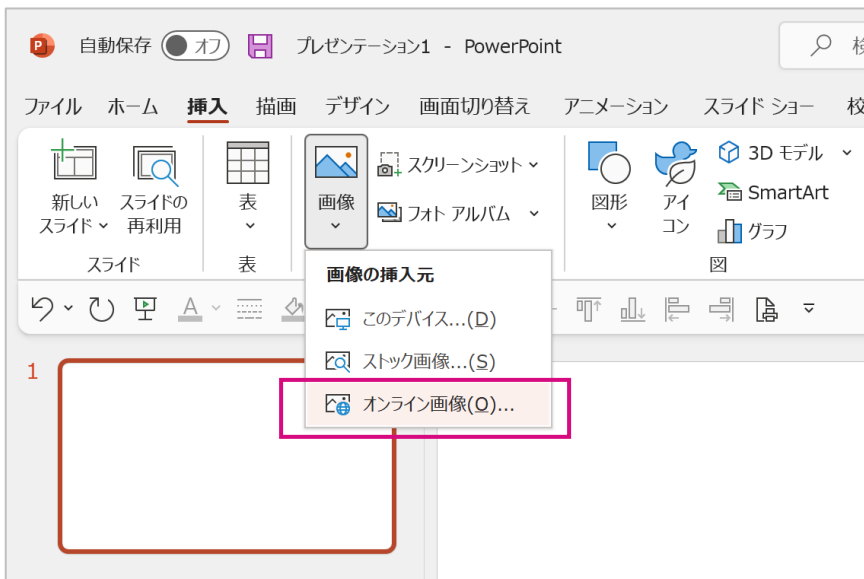 P
自動保存 オフ プレゼンテーション1 - PowerPoint
ファイル ホーム 挿入 描画 デザイン 画面切り替え アニメーション スライド ショー 校
新しい
スライド
スライドの
再利用
スライド
表
表
画像
スクリーンショット
フォト アルバム
図形
アイ
コン
3D モデル
SmartArt
グラフ
図
A
画像の挿入元
このデバイス...(D)
ストック画像...(S)
オンライン画像(O)...
1